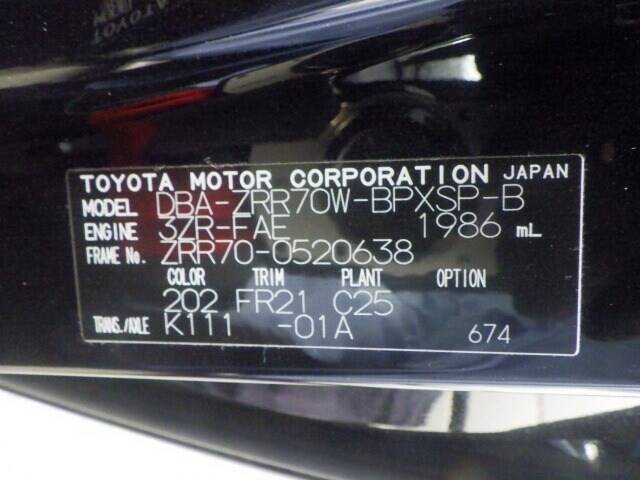 TOYOTA MOTOR CORPORATION JAPAN
MODEL DBA-ZRR70W-BPXSP-B
ENGINE 3ZR-FAE 1986 mL
FRAME No. ZRR70-0520638
COLOR TRIM PLANT OPTION
202 FR21 C25
TRANS./AXLE K111 -01A 674